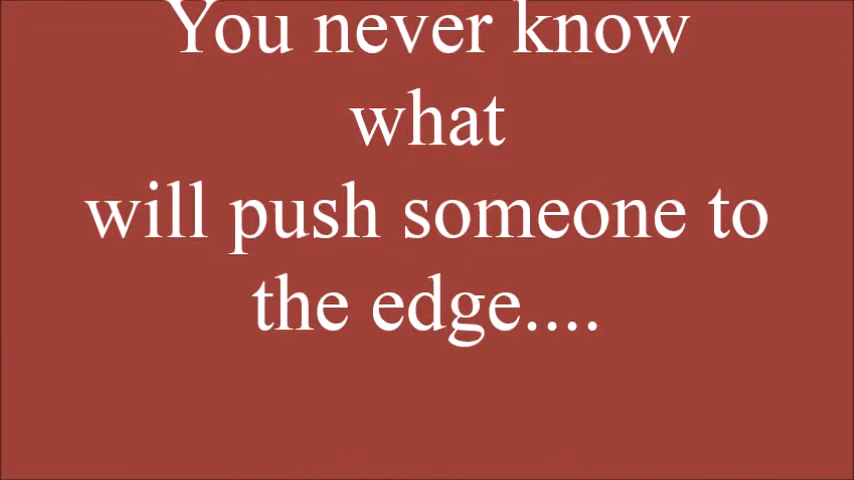 You never know
what
will push someone to
the edge....